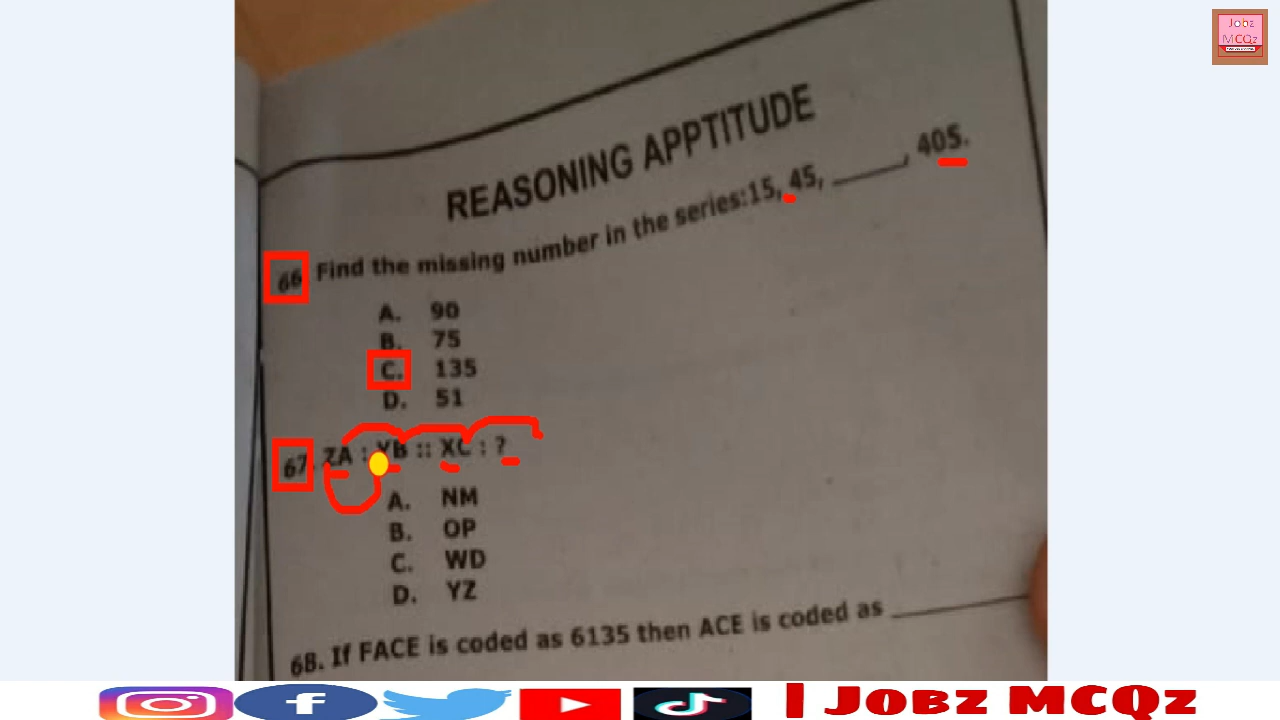 Jobz
MCQz
REASONING APPTITUDE
66 Find the missing number in the series:15, 45, ______, 405.
A. 90
B. 75
C. 135
D. 51
67. ZA : YB :: XC : ?
A. NM
B. OP
C. WD
D. YZ
68. If FACE is coded as 6135 then ACE is coded as ______
| Jobz MCQz